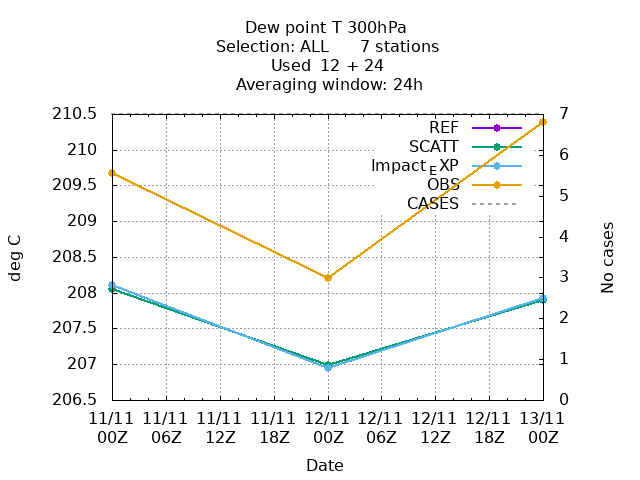 Dew point T 300hPa
Selection: ALL      7 stations
Used  12 + 24
Averaging window: 24h
210.5
210
209.5
209
208.5
208
207.5
207
206.5
deg C
7
6
5
4
3
2
1
0
No cases
REF
SCATT
Impact_EXP
OBS
CASES
11/11 11/11 11/11 11/11 12/11 12/11 12/11 12/11 13/11
00Z 06Z 12Z 18Z 00Z 06Z 12Z 18Z 00Z
Date